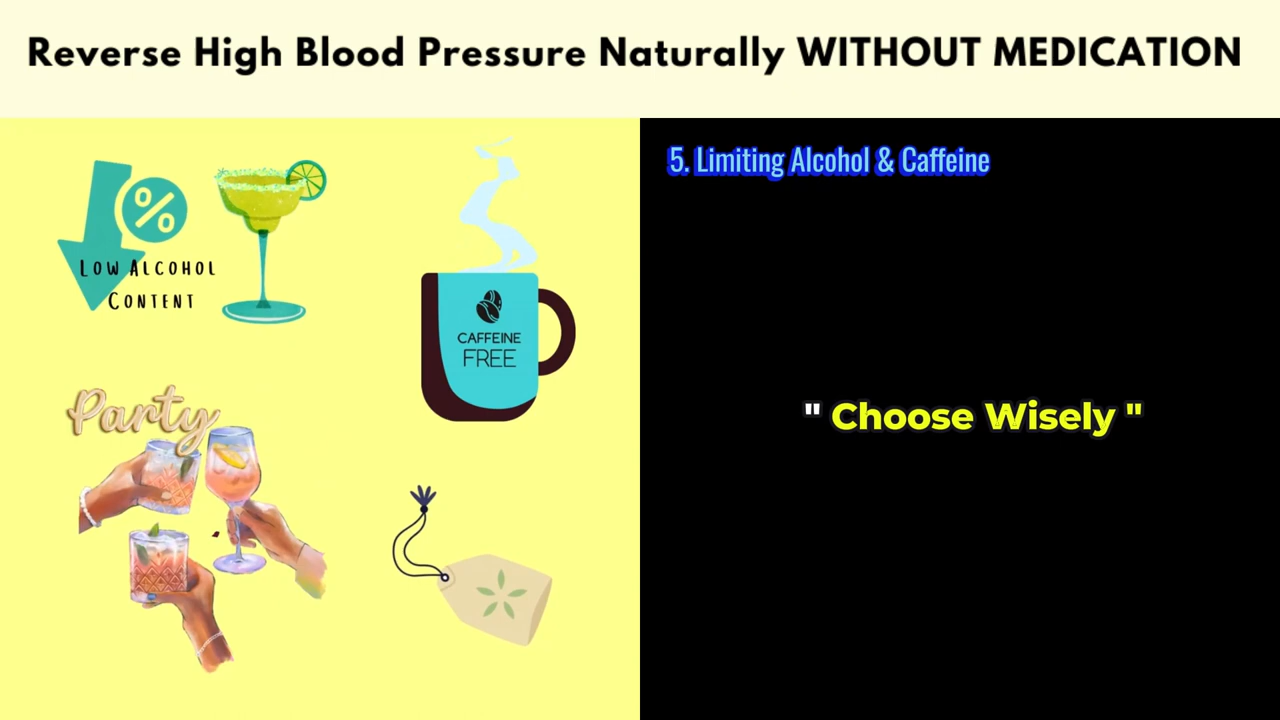 Reverse High Blood Pressure Naturally WITHOUT MEDICATION
%
LOW ALCOHOL
CONTENT
CAFFEINE
FREE
Party
5. Limiting Alcohol & Caffeine
" Choose Wisely "